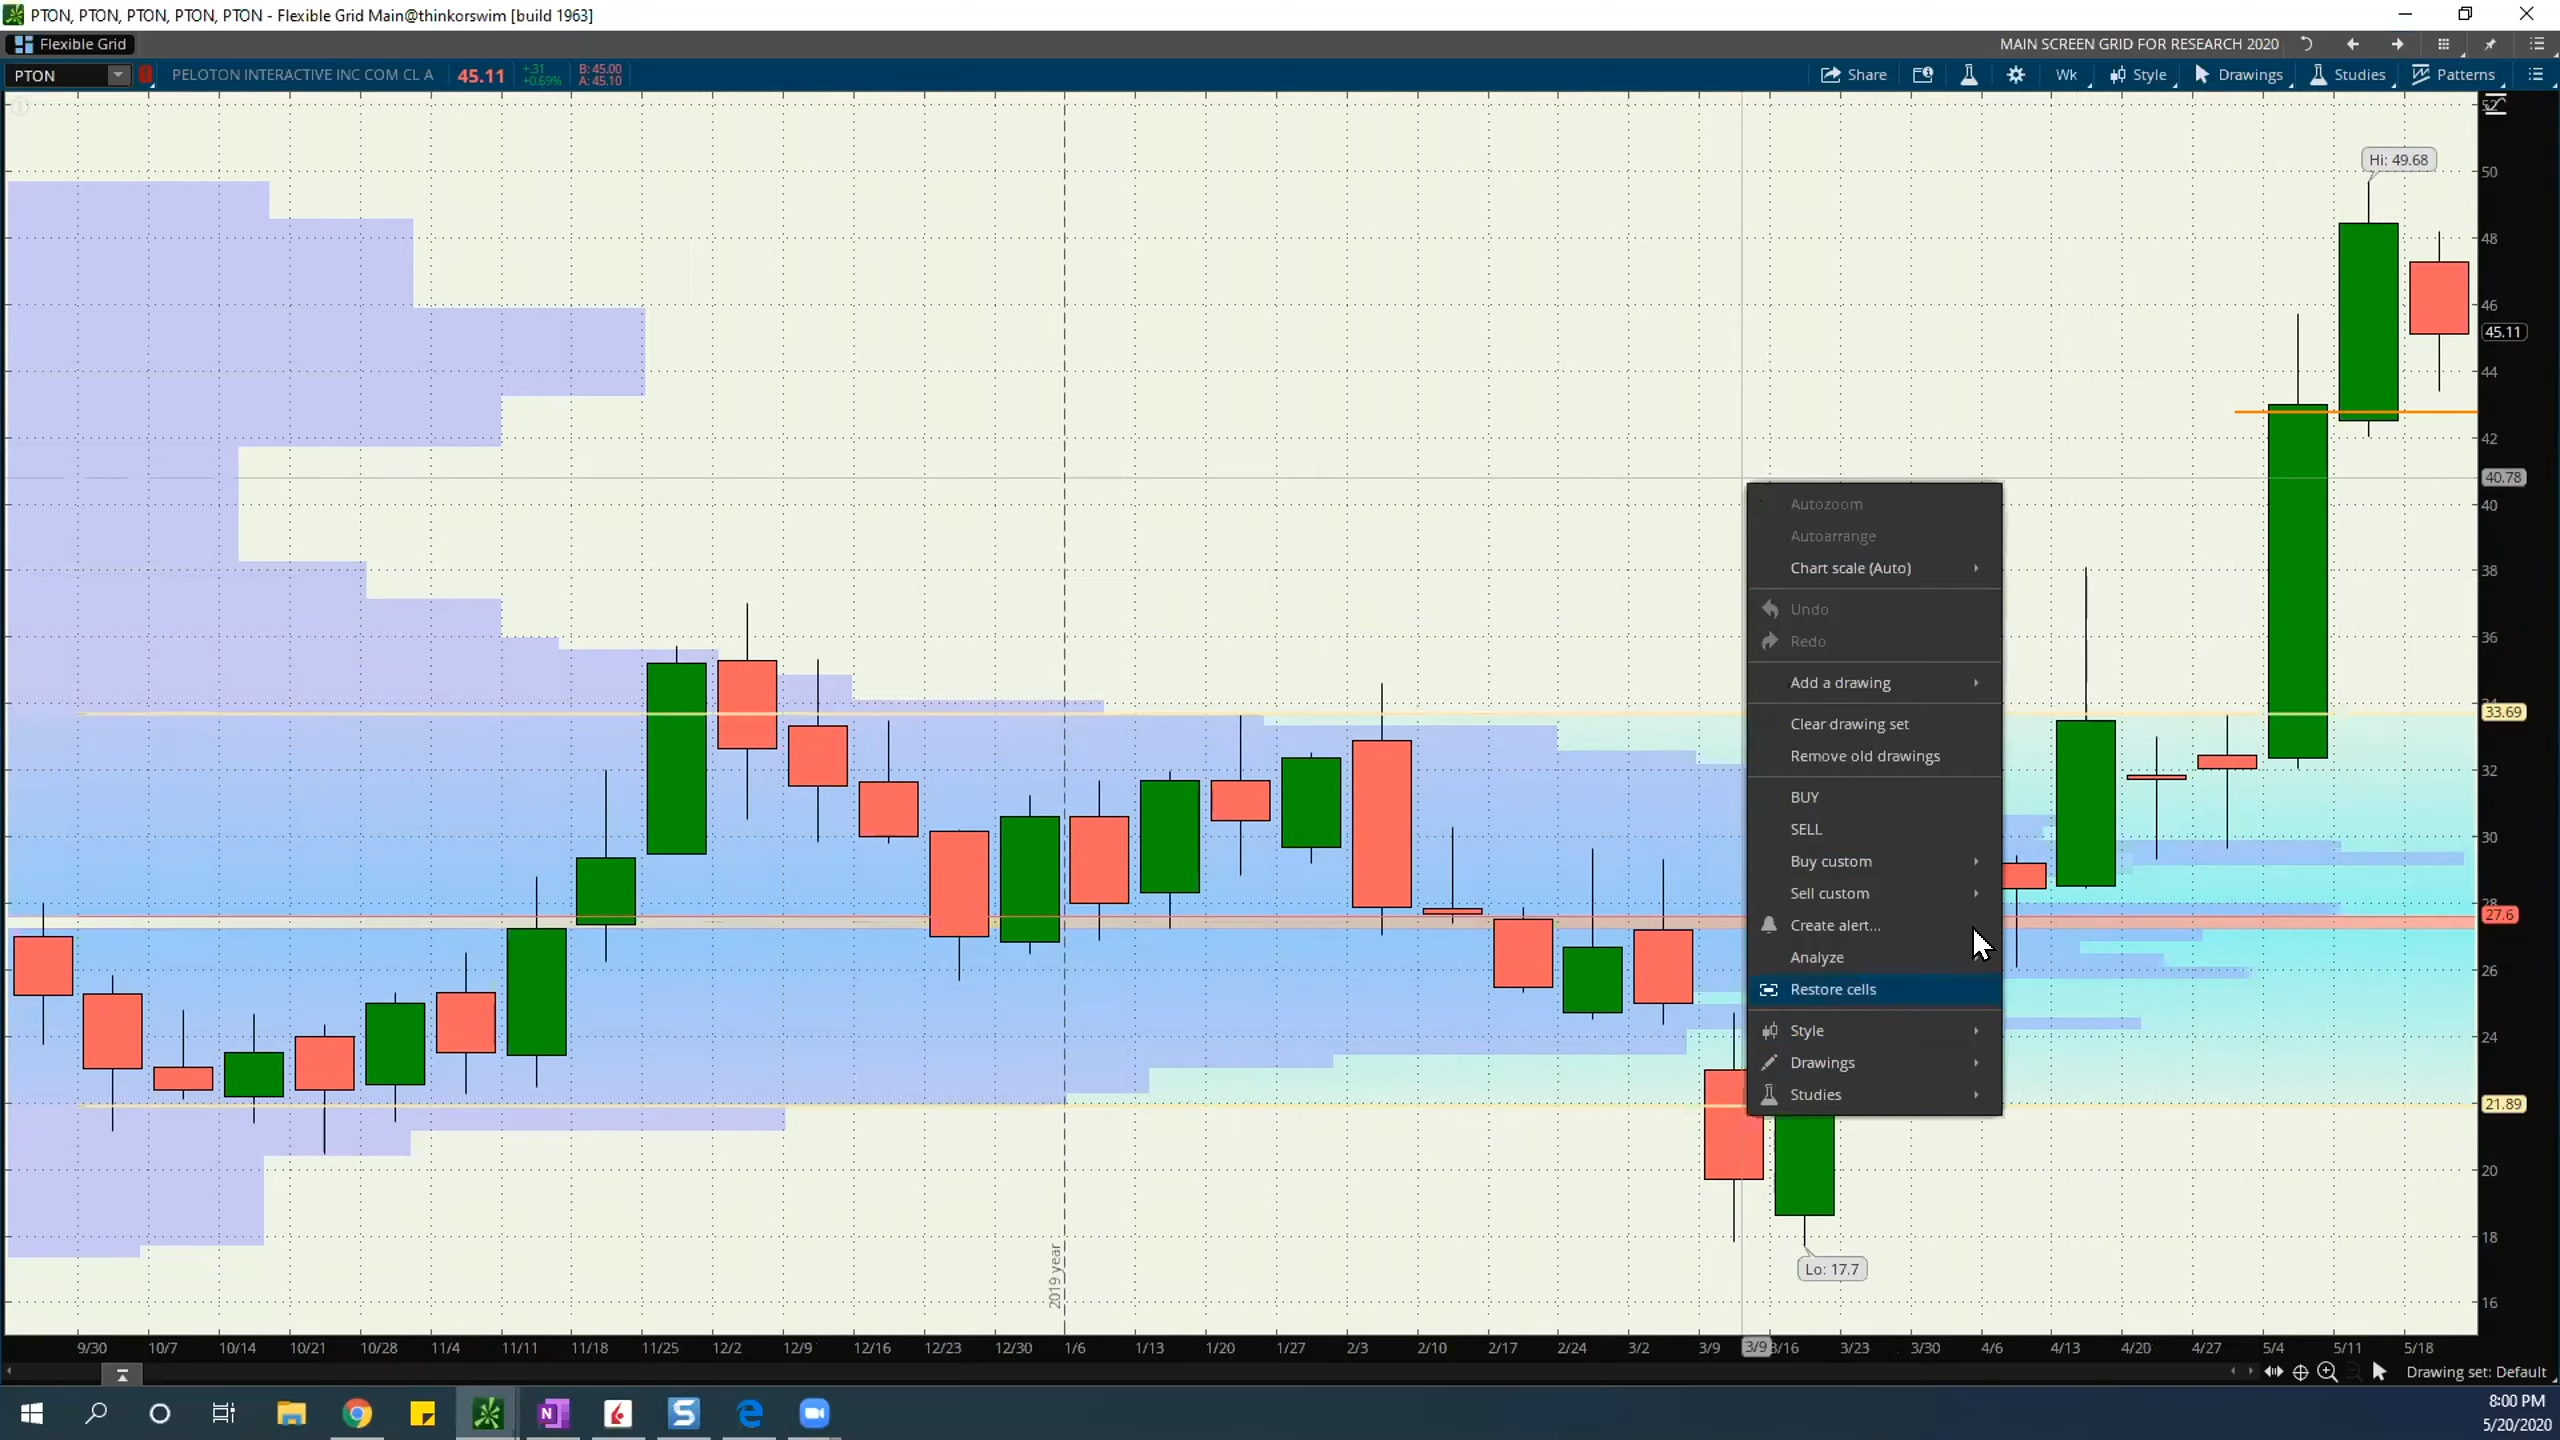 PTON, PTON, PTON, PTON, PTON - Flexible Grid Main@thinkorswim [build 1963]
Flexible Grid
MAIN SCREEN GRID FOR RESEARCH 2020
PTON
PELOTON INTERACTIVE INC COM CL A
45.11
+.31
+0.69%
B: 45.00
A: 45.10
Share
Wk
Style
Drawings
Studies
Patterns
52
Hi: 49.68
50
48
46
45.11
44
42
40.78
40
38
36
34
33.69
32
30
28
27.6
26
24
21.89
20
18
16
Autozoom
Autoarrange
Chart scale (Auto)
Undo
Redo
Add a drawing
Clear drawing set
Remove old drawings
BUY
SELL
Buy custom
Sell custom
Create alert...
Analyze
Restore cells
Style
Drawings
Studies
Lo: 17.7
2019 year
9/30 10/7 10/14 10/21 10/28 11/4 11/11 11/18 11/25 12/2 12/9 12/16 12/23 12/30 1/6 1/13 1/20 1/27 2/3 2/10 2/17 2/24 3/2 3/9 3/9 3/16 3/23 3/30 4/6 4/13 4/20 4/27 5/4 5/11 5/18
Drawing set: Default
8:00 PM
5/20/2020